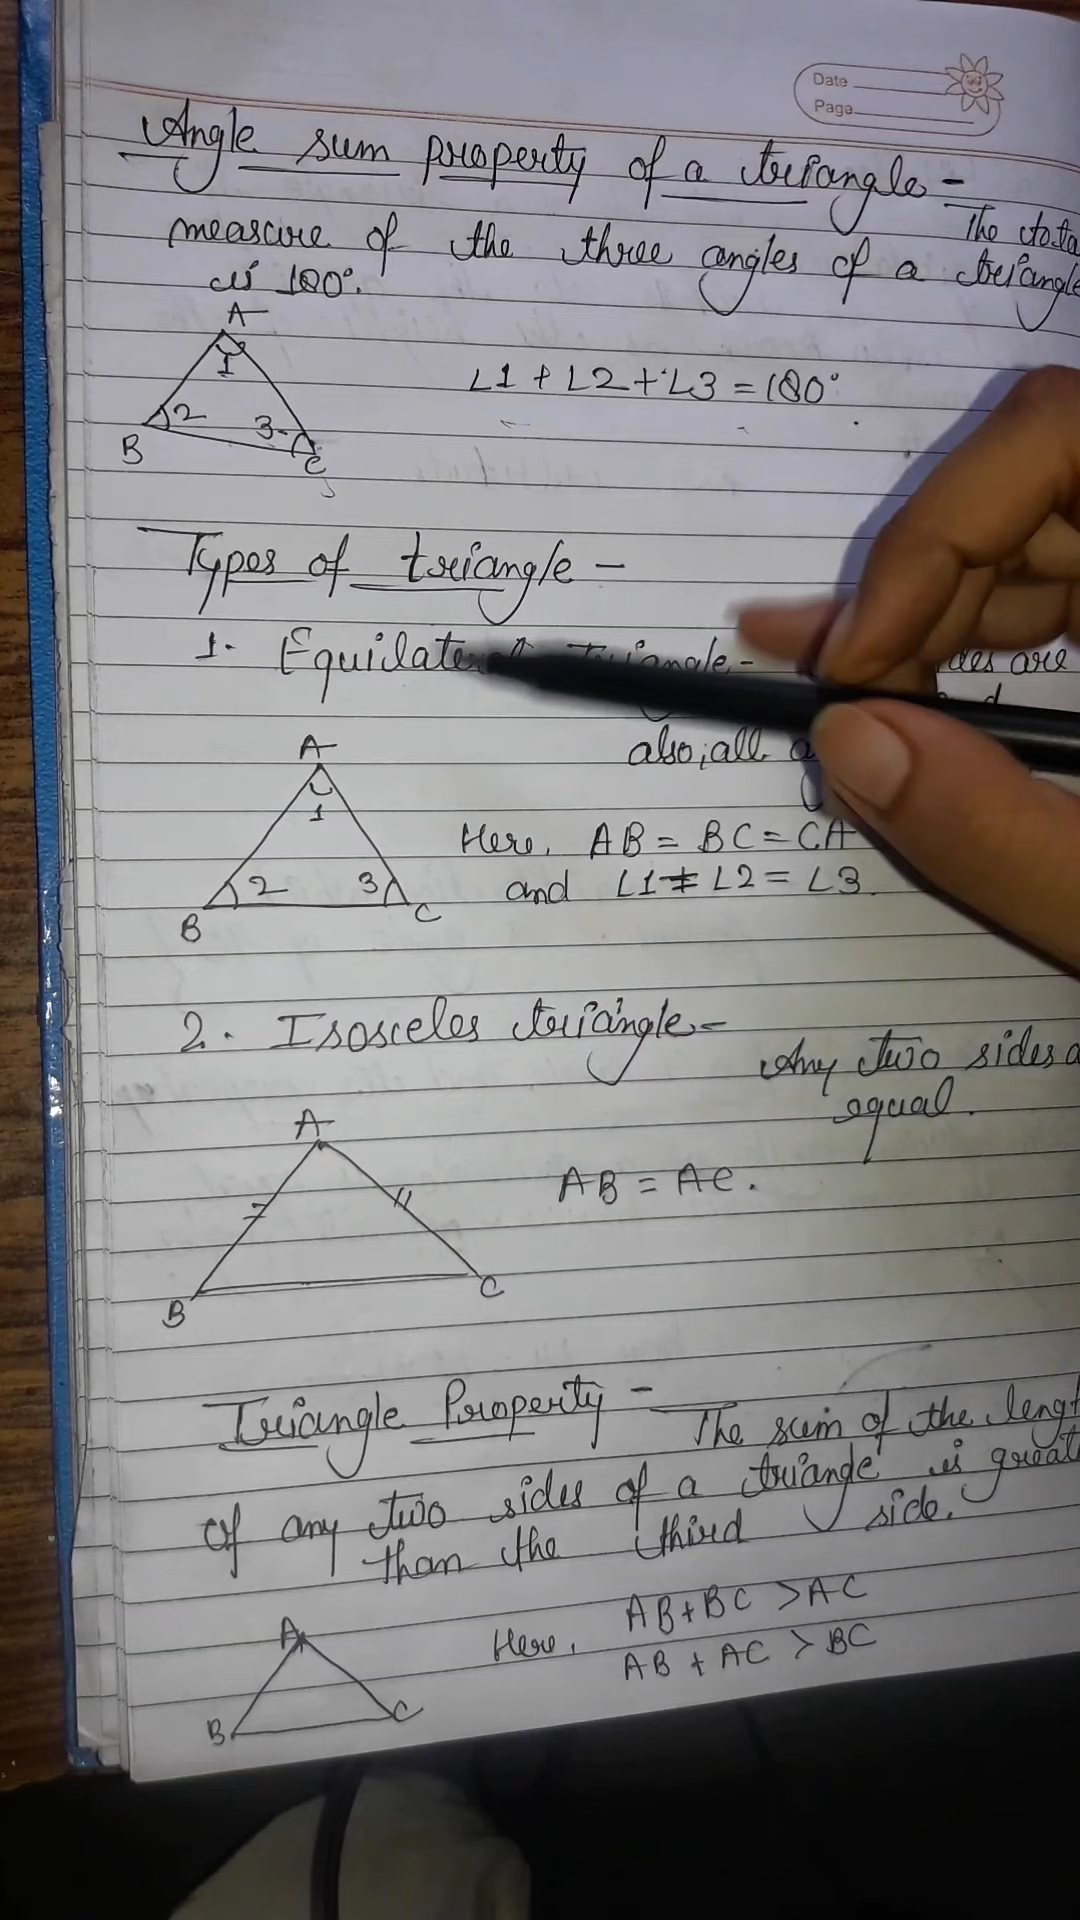 Date
Page
Angle sum property of a triangle -
The tota
measure of the three angles of a triangle
is 180°.
A
1
2
3
B
C
∠1 + ∠2 + ∠3 = 180°
Types of triangle -
1. Equilateral Triangle -
des are
also, all
A
1
2
3
B
C
Here, AB = BC = CA
and ∠1 = ∠2 = ∠3.
2. Isosceles triangle -
Any two sides a
equal.
A
B
C
AB = AC.
Triangle Property -
The sum of the lengt
of any two sides of a triangle is great
than the third side.
A
B
C
Here, AB + BC > AC
AB + AC > BC